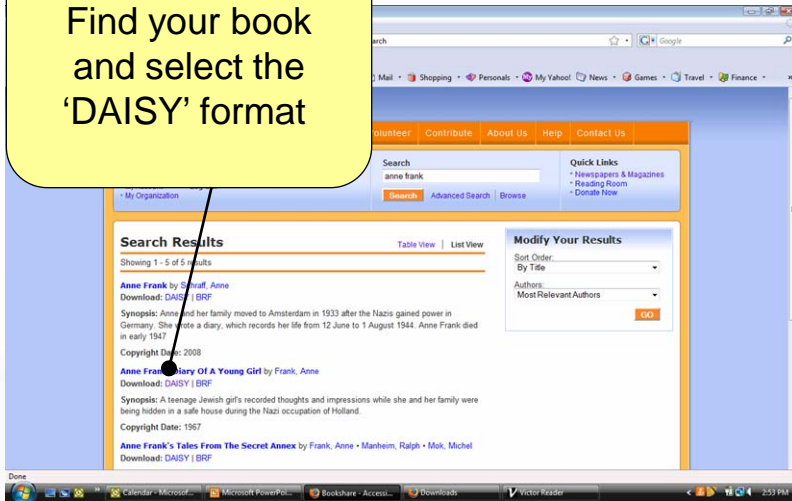 Find your book
and select the
‘DAISY’ format
Google
Mail Shopping Personals My Yahoo! News Games Travel Finance
Contribute About Us Help Contact Us
Search Quick Links
anne frank
Newspapers & Magazines
Reading Room
My Organization
Search Advanced Search | Browse
Donate Now
Search Results
Table View | List View
Modify Your Results
Showing 1 - 5 of 5 results
Sort Order:
By Title
Anne Frank by Schraff, Anne
Download: DAISY | BRF
Authors:
Most Relevant Authors
GO
Synopsis: Anne and her family moved to Amsterdam in 1933 after the Nazis gained power in
Germany. She wrote a diary, which records her life from 12 June to 1 August 1944. Anne Frank died
in early 1947
Copyright Date: 2008
Anne Frank Diary Of A Young Girl by Frank, Anne
Download: DAISY | BRF
Synopsis: A teenage Jewish girl's recorded thoughts and impressions while she and her family were
being hidden in a safe house during the Nazi occupation of Holland.
Copyright Date: 1967
Anne Frank's Tales From The Secret Annex by Frank, Anne • Manheim, Ralph • Mok, Michel
Download: DAISY | BRF
Done
Calendar - Microsof... Microsoft PowerPoi... Bookshare - Accessi... Downloads Victor Reader 2:53 PM